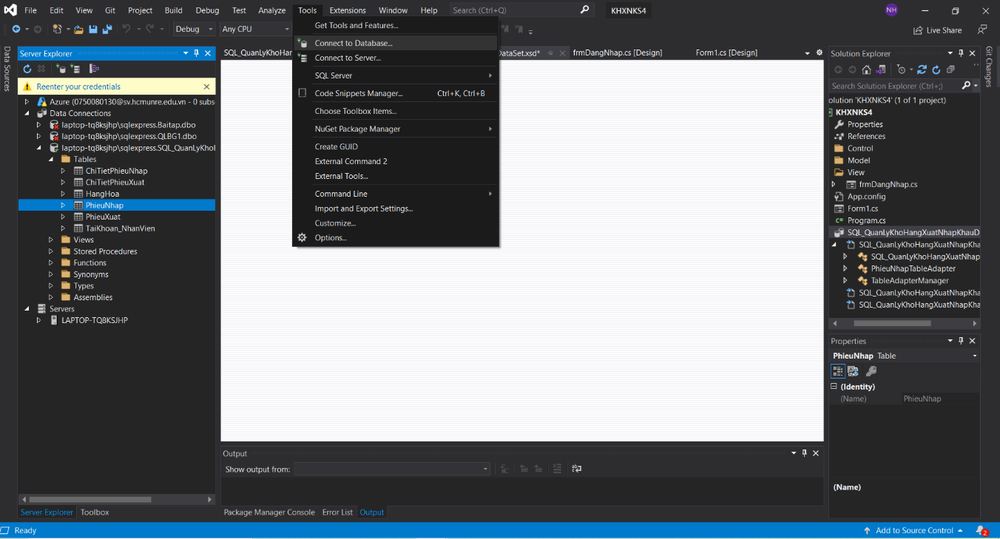 File Edit View Git Project Build Debug Test Analyze Tools Extensions Window Help Search (Ctrl+Q) KHXNKS4 NH
Debug Any CPU Live Share
Data Sources
Server Explorer
Reenter your credentials
Azure (0750080130@sv.hcmunre.edu.vn - 0 subs
Data Connections
laptop-tq8ksjhp\sqlexpress.Baitap.dbo
laptop-tq8ksjhp\sqlexpress.QLBG1.dbo
laptop-tq8ksjhp\sqlexpress.SQL_QuanLyKhol
Tables
ChiTietPhieuNhap
ChiTietPhieuXuat
HangHoa
PhieuNhap
PhieuXuat
TaiKhoan_NhanVien
Views
Stored Procedures
Functions
Synonyms
Types
Assemblies
Servers
LAPTOP-TQ8KSJHP
Server Explorer Toolbox
Get Tools and Features...
Connect to Database...
Connect to Server...
SQL Server
Code Snippets Manager... Ctrl+K, Ctrl+B
Choose Toolbox Items...
NuGet Package Manager
Create GUID
External Command 2
External Tools...
Command Line
Import and Export Settings...
Customize...
Options...
SQL_QuanLyKhoHar DataSet.xsd* frmDangNhap.cs [Design] Form1.cs [Design]
Output
Show output from:
Package Manager Console Error List Output
Solution Explorer
Search Solution Explorer (Ctrl+;)
olution 'KHXNKS4' (1 of 1 project)
KHXNKS4
Properties
References
Control
Model
View
frmDangNhap.cs
App.config
Form1.cs
Program.cs
SQL_QuanLyKhoHangXuatNhapKhauD
SQL_QuanLyKhoHangXuatNhapKha
SQL_QuanLyKhoHangXuatNhap
PhieuNhapTableAdapter
TableAdapterManager
SQL_QuanLyKhoHangXuatNhapKha
SQL_QuanLyKhoHangXuatNhapKha
Properties
PhieuNhap Table
(Identity)
(Name) PhieuNhap
(Name)
Git Changes
Ready Add to Source Control 2